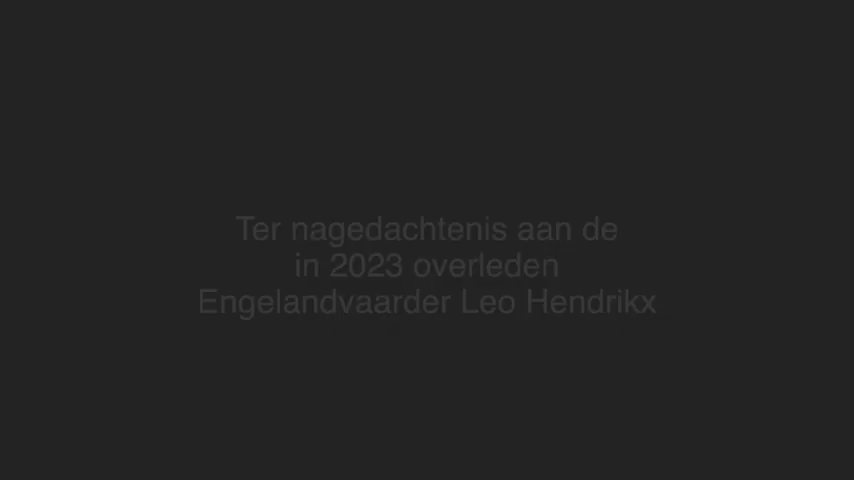 Ter nagedachtenis aan de
in 2023 overleden
Engelandvaarder Leo Hendrikx